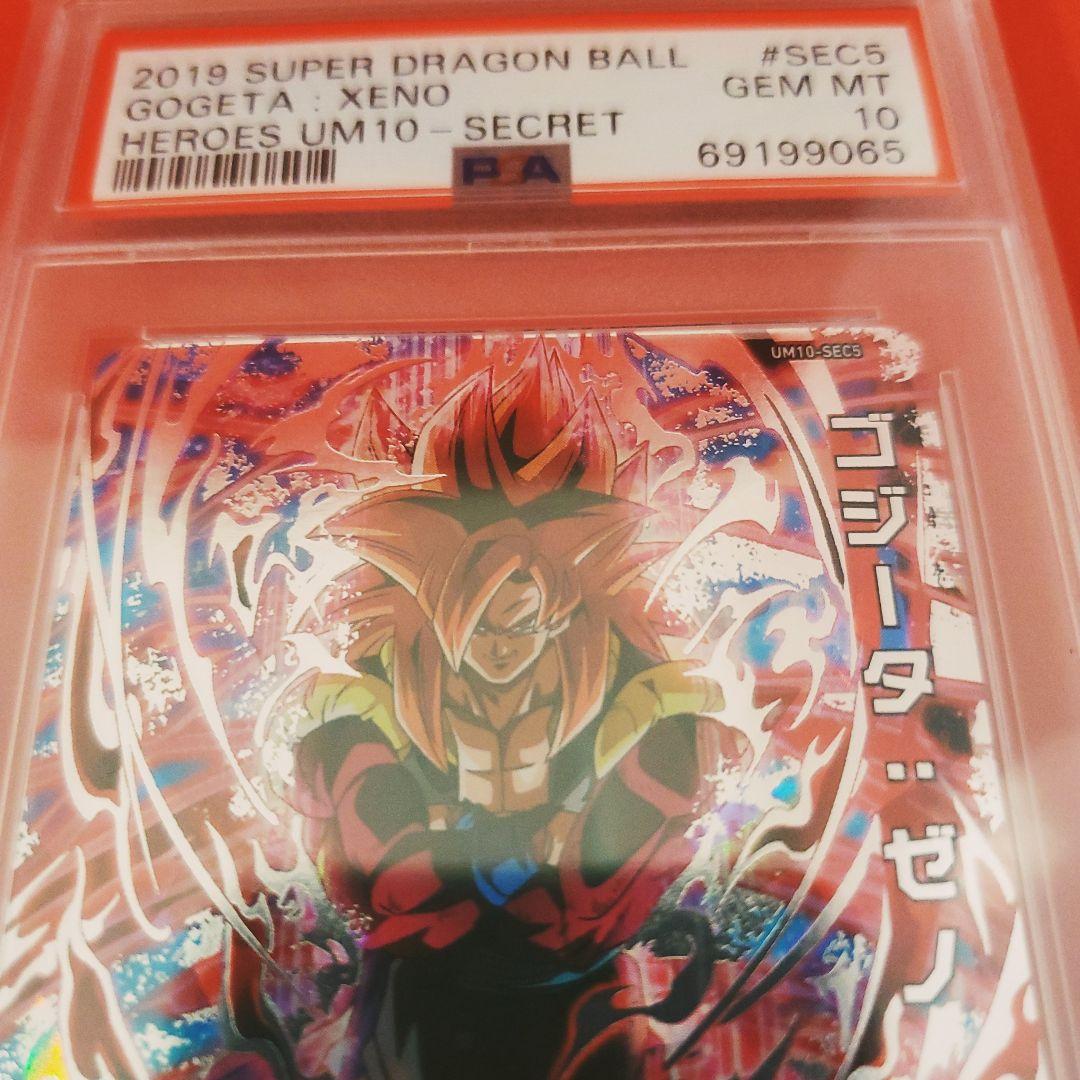 2019 SUPER DRAGON BALL #SEC5
GOGETA : XENO GEM MT
HEROES UM10-SECRET 10
PSA 69199065
UM10-SEC5
ゴジータ:ゼノ